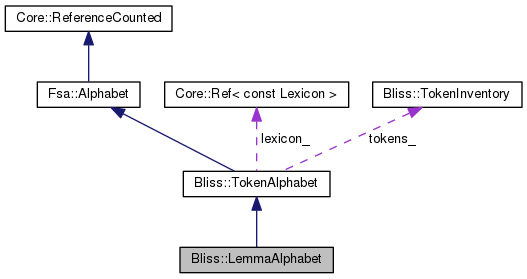 Core::ReferenceCounted
Fsa::Alphabet
Core::Ref< const Lexicon >
Bliss::TokenInventory
lexicon_
tokens_
Bliss::TokenAlphabet
Bliss::LemmaAlphabet